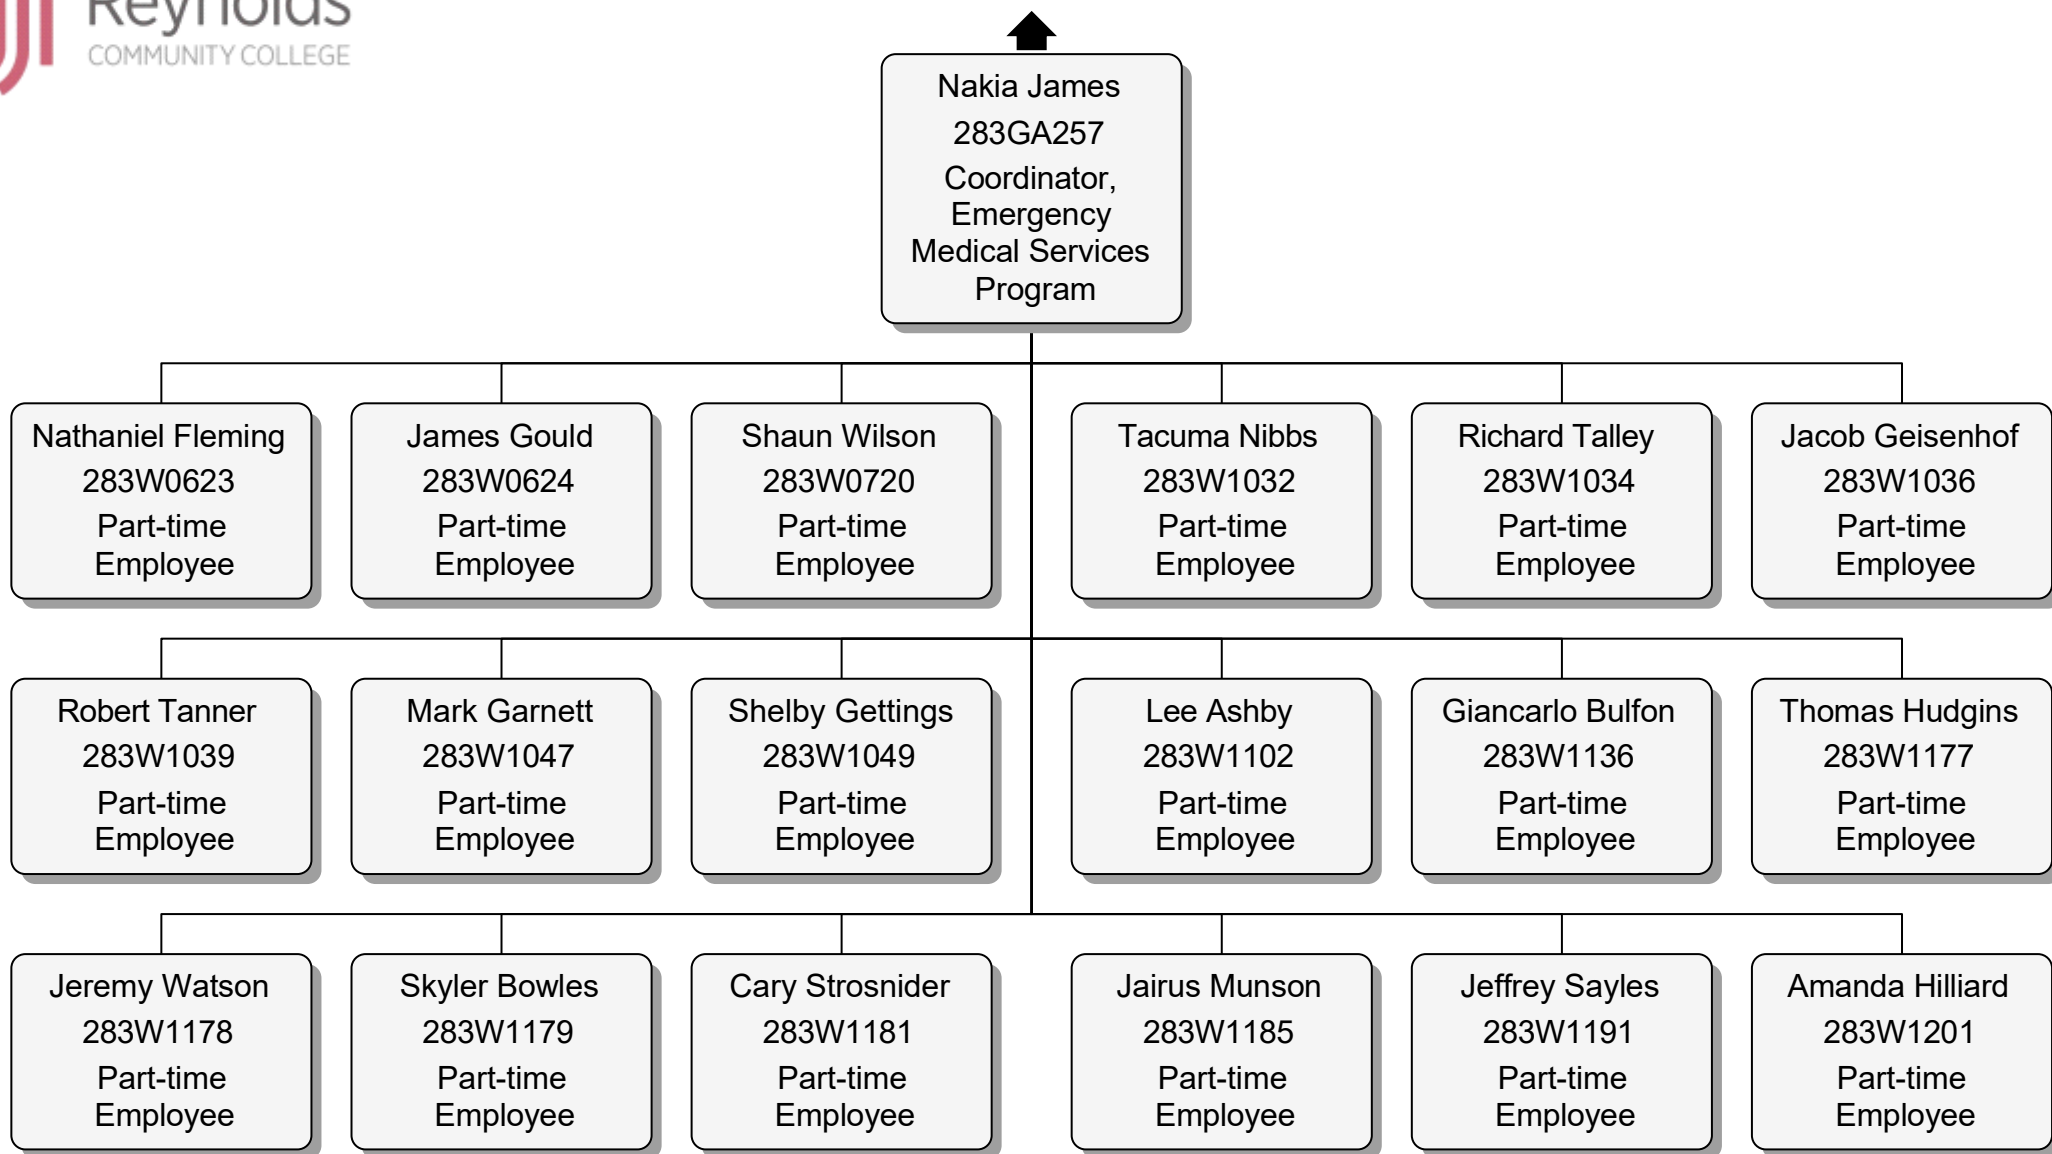 Reynolds
COMMUNITY COLLEGE
Nakia James
283GA257
Coordinator,
Emergency
Medical Services
Program
Nathaniel Fleming
283W0623
Part-time
Employee
James Gould
283W0624
Part-time
Employee
Shaun Wilson
283W0720
Part-time
Employee
Tacuma Nibbs
283W1032
Part-time
Employee
Richard Talley
283W1034
Part-time
Employee
Jacob Geisenhof
283W1036
Part-time
Employee
Robert Tanner
283W1039
Part-time
Employee
Mark Garnett
283W1047
Part-time
Employee
Shelby Gettings
283W1049
Part-time
Employee
Lee Ashby
283W1102
Part-time
Employee
Giancarlo Bulfon
283W1136
Part-time
Employee
Thomas Hudgins
283W1177
Part-time
Employee
Jeremy Watson
283W1178
Part-time
Employee
Skyler Bowles
283W1179
Part-time
Employee
Cary Strosnider
283W1181
Part-time
Employee
Jairus Munson
283W1185
Part-time
Employee
Jeffrey Sayles
283W1191
Part-time
Employee
Amanda Hilliard
283W1201
Part-time
Employee